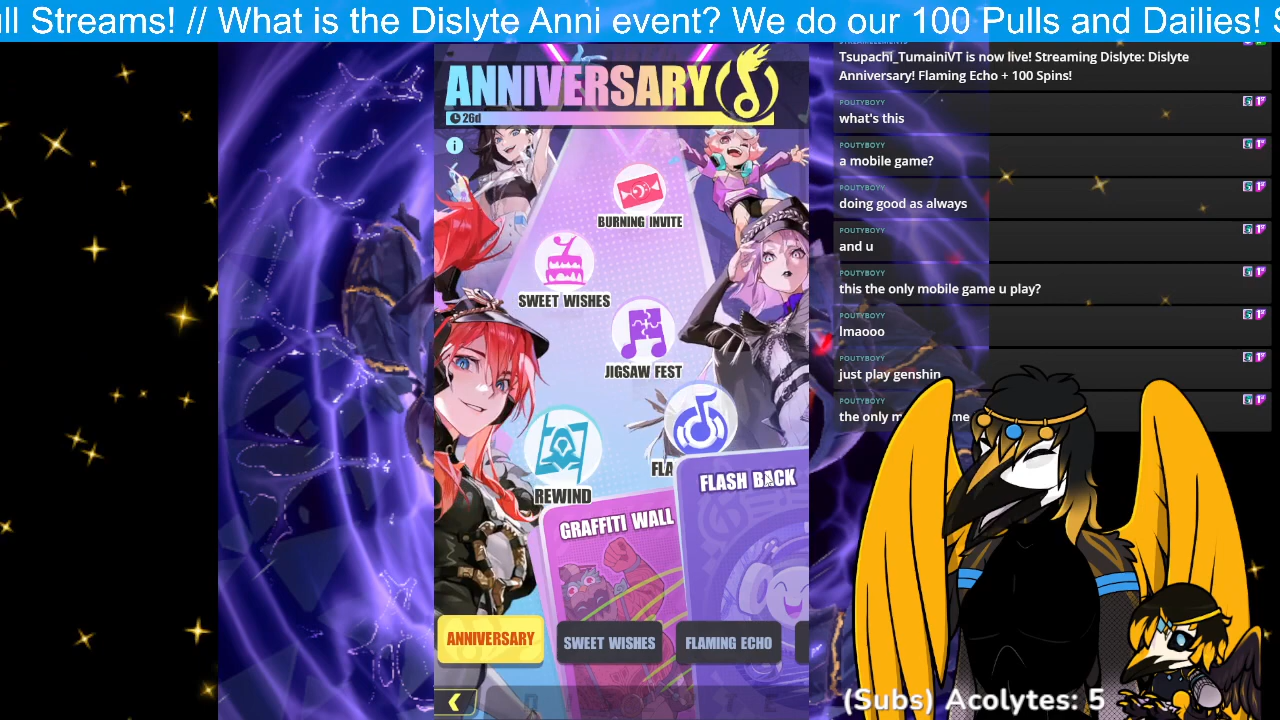 ll Streams! // What is the Dislyte Anni event? We do our 100 Pulls and Dailies! S
ANNIVERSARY
26d
BURNING INVITE
SWEET WISHES
JIGSAW FEST
FLA
REWIND
FLASH BACK
GRAFFITI WALL
ANNIVERSARY
SWEET WISHES
FLAMING ECHO
STREAMELEMENTS
Tsupachi_TumainiVT is now live! Streaming Dislyte: Dislyte
Anniversary! Flaming Echo + 100 Spins!
POUTYBOYY
what's this
POUTYBOYY
a mobile game?
POUTYBOYY
doing good as always
POUTYBOYY
and u
POUTYBOYY
this the only mobile game u play?
POUTYBOYY
lmaooo
POUTYBOYY
just play genshin
POUTYBOYY
the only m me
(Subs) Acolytes: 5